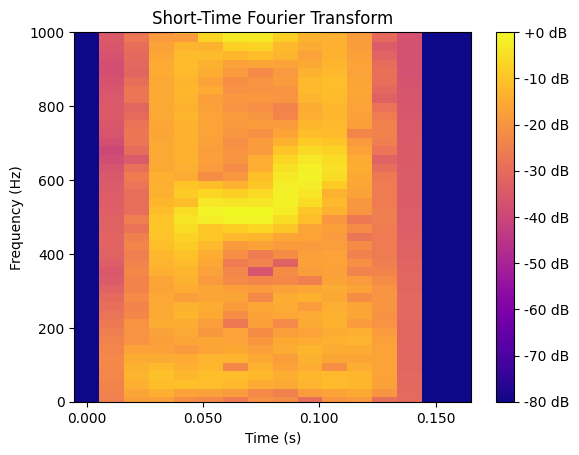 Short-Time Fourier Transform
1000
800
600
400
200
0
Frequency (Hz)
0.000
0.050
0.100
0.150
Time (s)
+0 dB
-10 dB
-20 dB
-30 dB
-40 dB
-50 dB
-60 dB
-70 dB
-80 dB